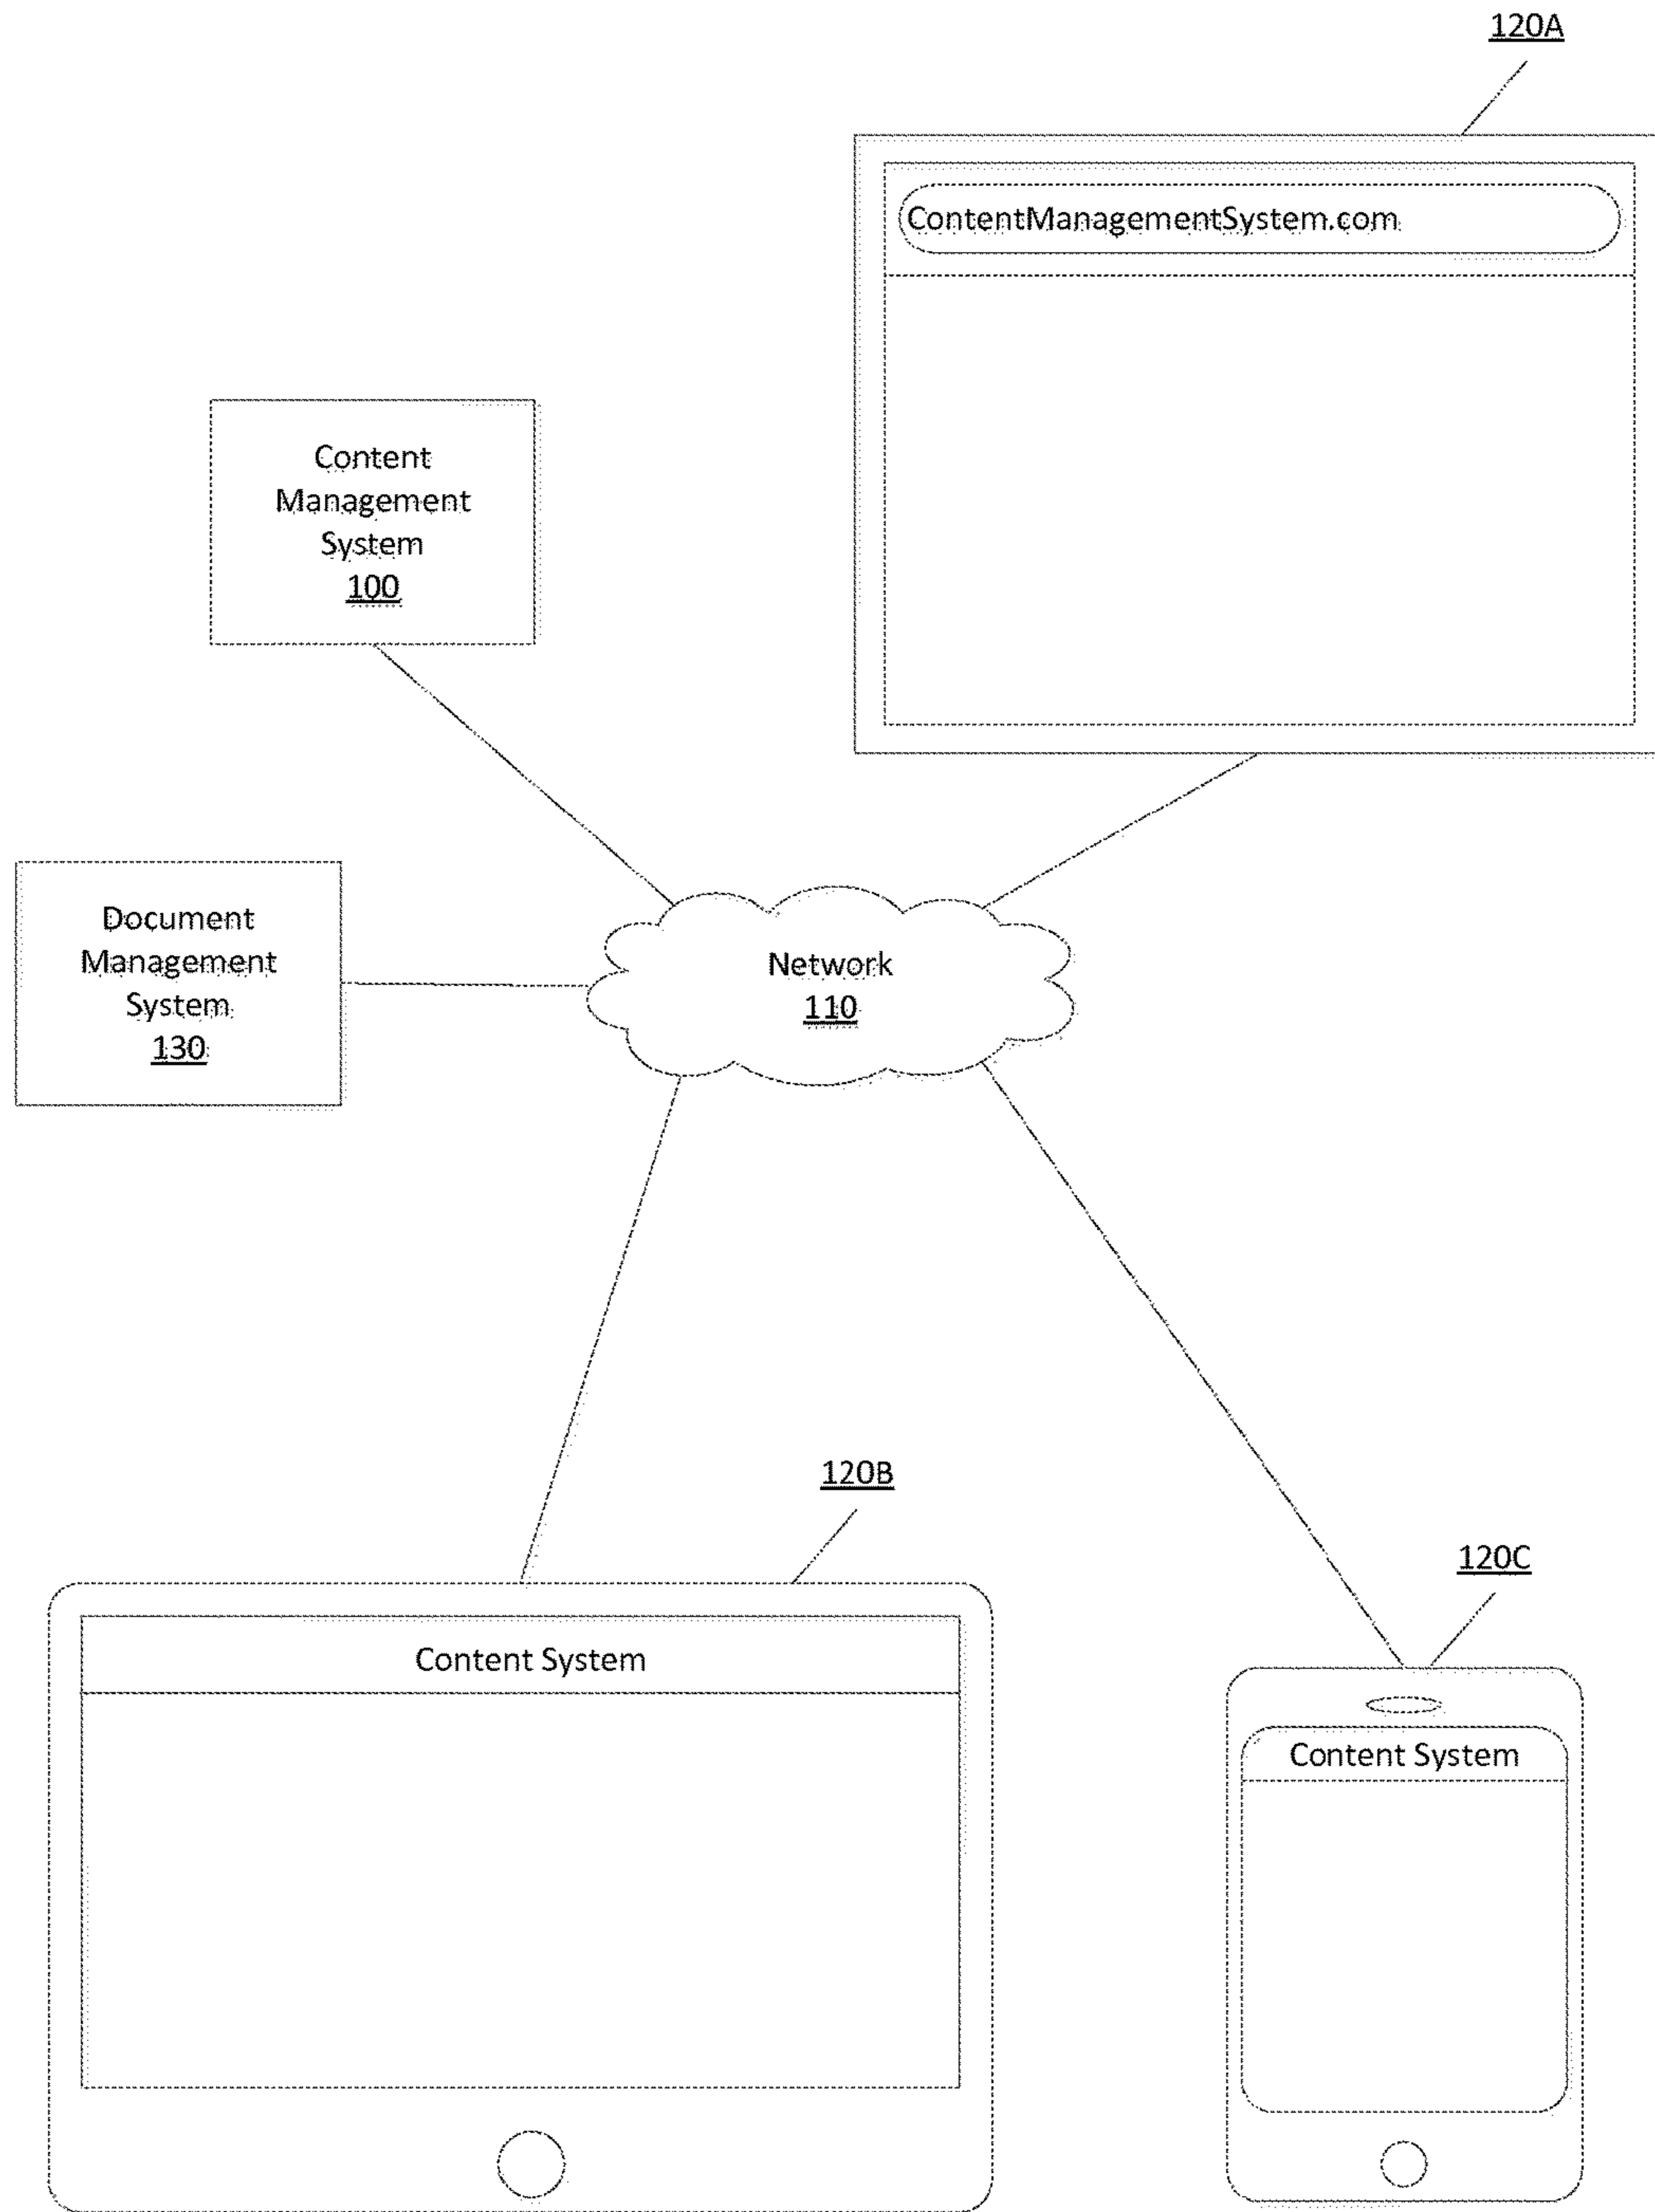 120A
ContentManagementSystem.com
Content
Management
System
100
Document
Management
System
130
Network
110
120B
120C
Content System
Content System